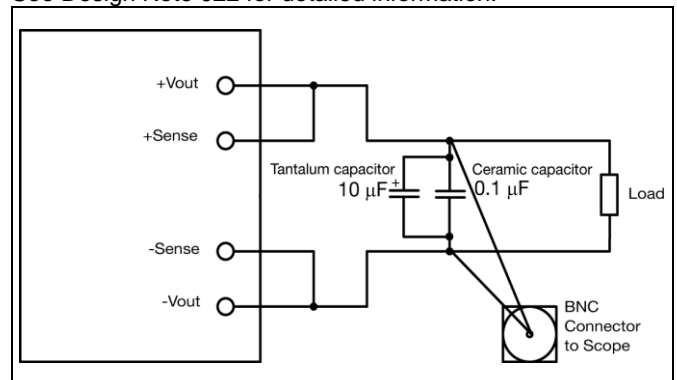 See Design Note 022 for detailed information.
+Vout
+Sense
Tantalum capacitor
10 μF
+
Ceramic capacitor
0.1 μF
Load
-Sense
-Vout
BNC
Connector
to Scope